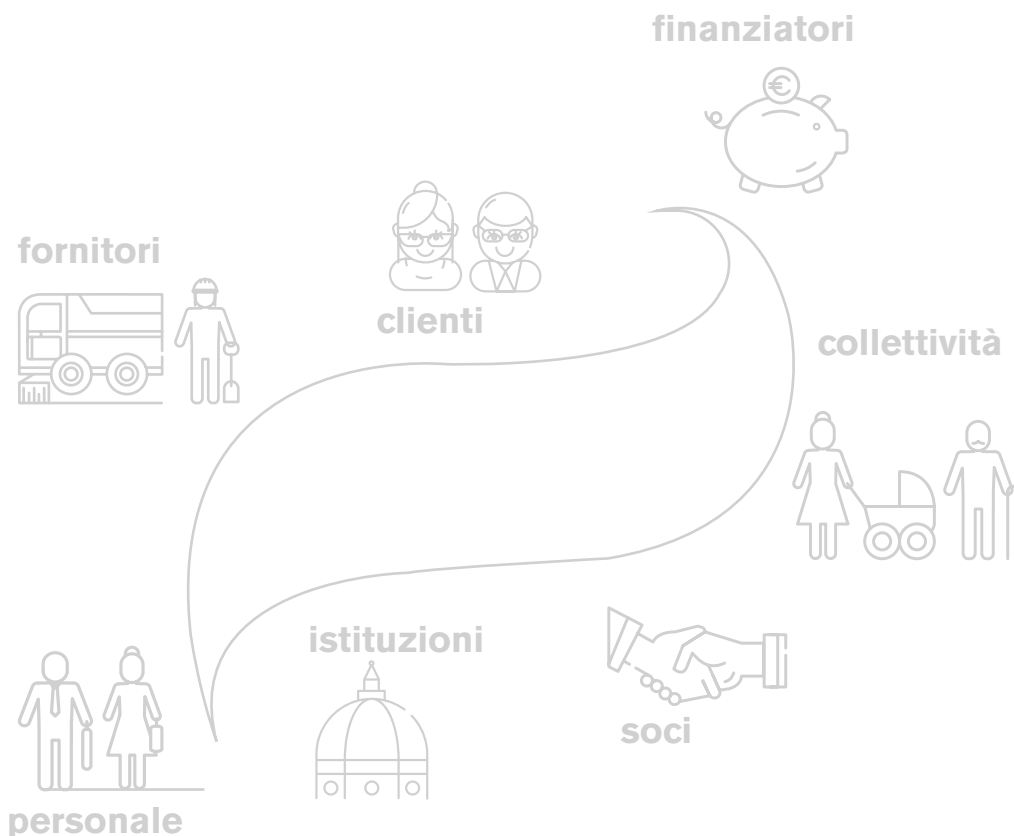 finanziatori
fornitori
clienti
collettività
istituzioni
soci
personale
€